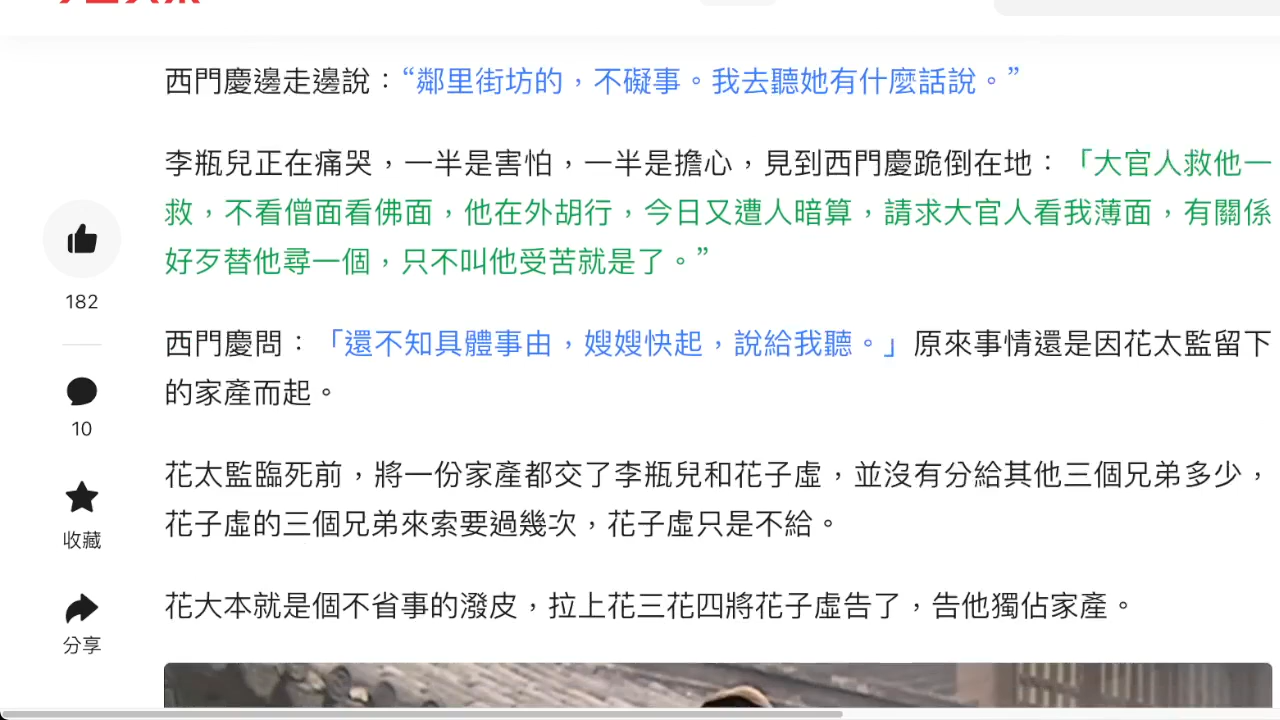 西門慶邊走邊說：“鄰里街坊的，不礙事。我去聽她有什麼話說。”
李瓶兒正在痛哭，一半是害怕，一半是擔心，見到西門慶跪倒在地：「大官人救他一
救，不看僧面看佛面，他在外胡行，今日又遭人暗算，請求大官人看我薄面，有關係
好歹替他尋一個，只不叫他受苦就是了。”
182
西門慶問：「還不知具體事由，嫂嫂快起，說給我聽。」原來事情還是因花太監留下
的家產而起。
10
花太監臨死前，將一份家產都交了李瓶兒和花子虛，並沒有分給其他三個兄弟多少，
花子虛的三個兄弟來索要過幾次，花子虛只是不給。
收藏
花大本就是個不省事的潑皮，拉上花三花四將花子虛告了，告他獨佔家產。
分享